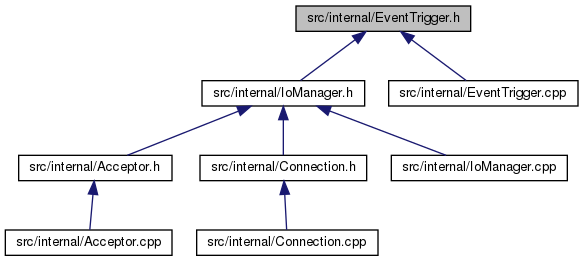 src/internal/EventTrigger.h
src/internal/IoManager.h
src/internal/EventTrigger.cpp
src/internal/Acceptor.h
src/internal/Connection.h
src/internal/IoManager.cpp
src/internal/Acceptor.cpp
src/internal/Connection.cpp